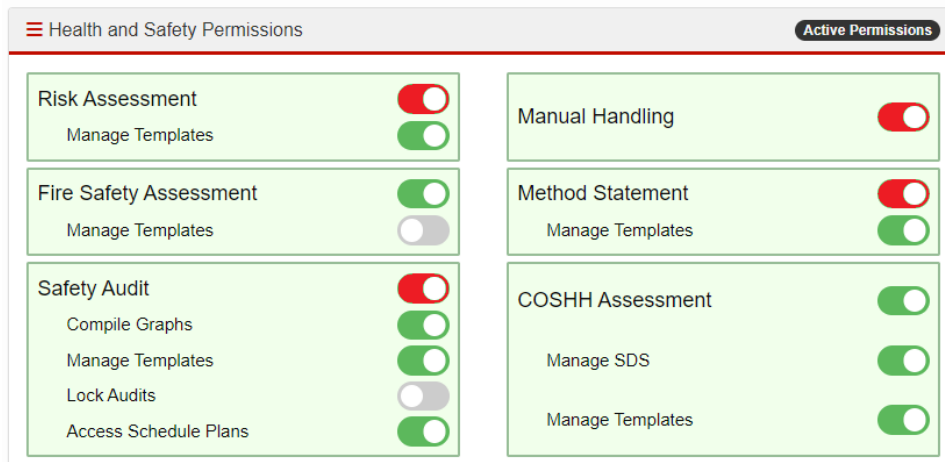 Health and Safety Permissions
Active Permissions
Risk Assessment
Manage Templates
Manual Handling
Fire Safety Assessment
Manage Templates
Method Statement
Manage Templates
Safety Audit
Compile Graphs
Manage Templates
Lock Audits
Access Schedule Plans
COSHH Assessment
Manage SDS
Manage Templates